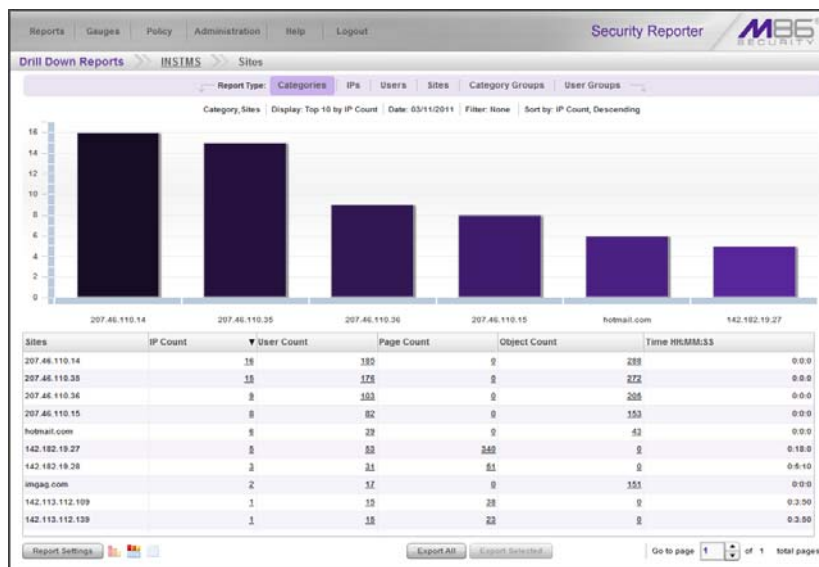 Reports Gauges Policy Administration Help Logout
Security Reporter
M86
SECURITY
Drill Down Reports INSTMS Sites
Report Type: Categories IPs Users Sites Category Groups User Groups
Category,Sites Display: Top 10 by IP Count Date: 03/11/2011 Filter: None Sort by: IP Count, Descending
16
14
12
10
8
6
4
2
0
207.46.110.14 207.46.110.35 207.46.110.36 207.46.110.15 hotmail.com 142.182.19.27
Sites IP Count ▼ User Count Page Count Object Count Time HH:MM:SS
207.46.110.14 16 185 0 288 0:0:0
207.46.110.35 15 176 0 272 0:0:0
207.46.110.36 9 103 0 205 0:0:0
207.46.110.15 8 82 0 153 0:0:0
hotmail.com 6 39 0 43 0:0:0
142.182.19.27 5 53 340 0 0:18:0
142.182.19.28 3 31 61 0 0:6:10
imgag.com 2 17 0 151 0:0:0
142.113.112.109 1 15 38 0 0:3:50
142.113.112.139 1 15 23 0 0:3:50
Report Settings Export All Export Selected Go to page 1 of 1 total pages